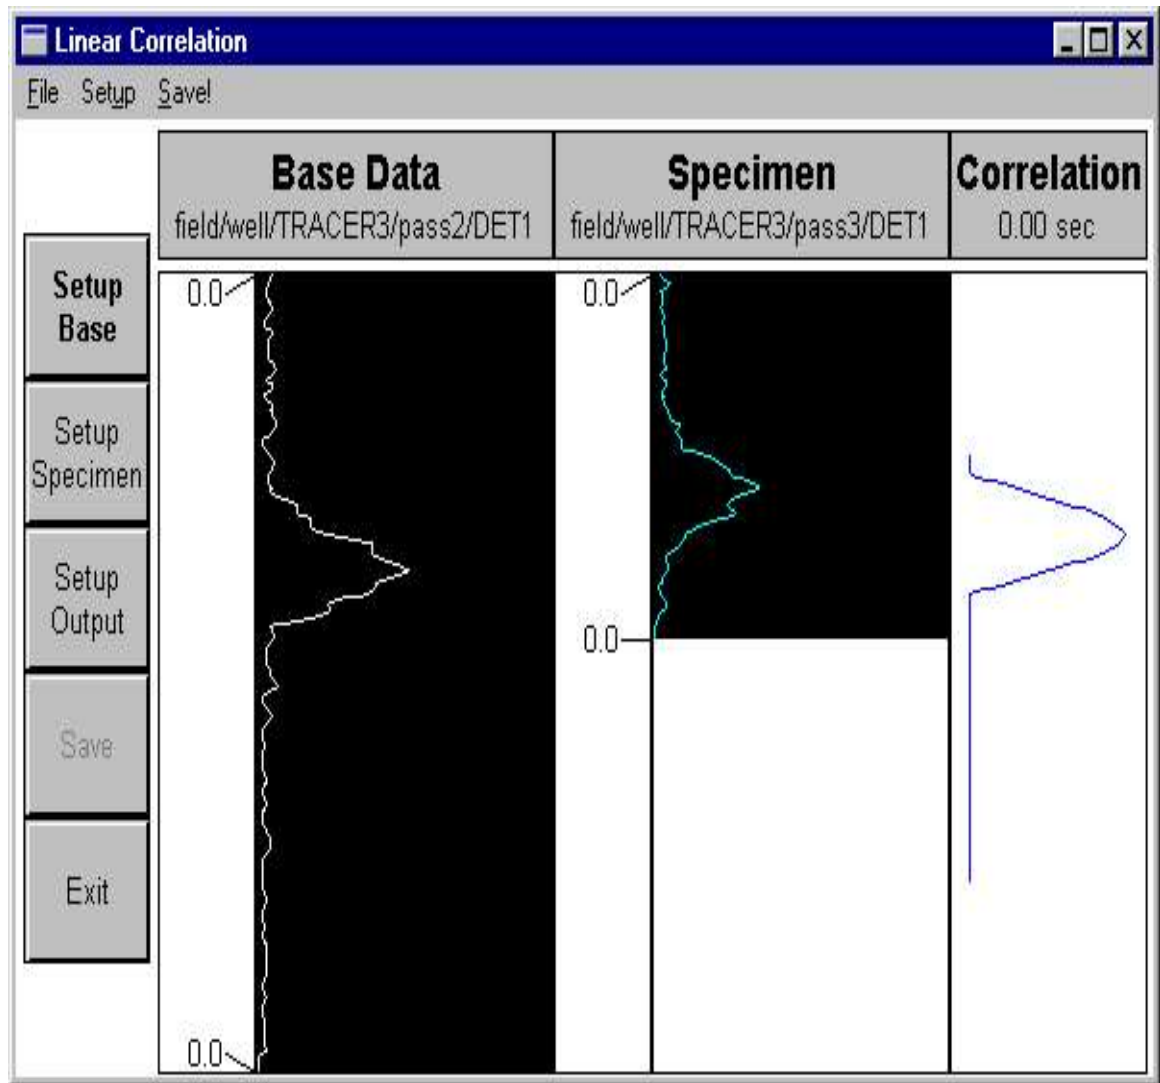 Linear Correlation
File Setup Save!
Base Data
field/well/TRACER3/pass2/DET1
Specimen
field/well/TRACER3/pass3/DET1
Correlation
0.00 sec
Setup
Base
Setup
Specimen
Setup
Output
Save
Exit
0.0
0.0
0.0
0.0